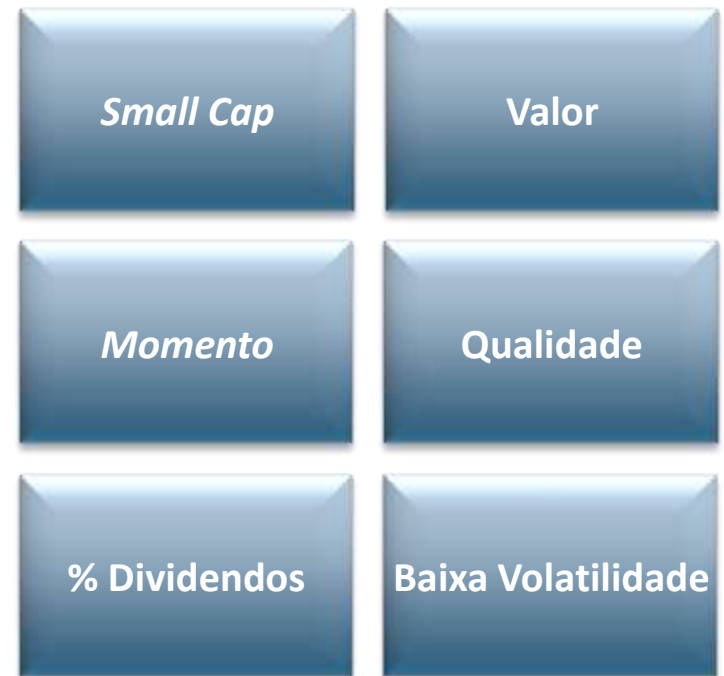 Small Cap
Valor
Momento
Qualidade
% Dividendos
Baixa Volatilidade